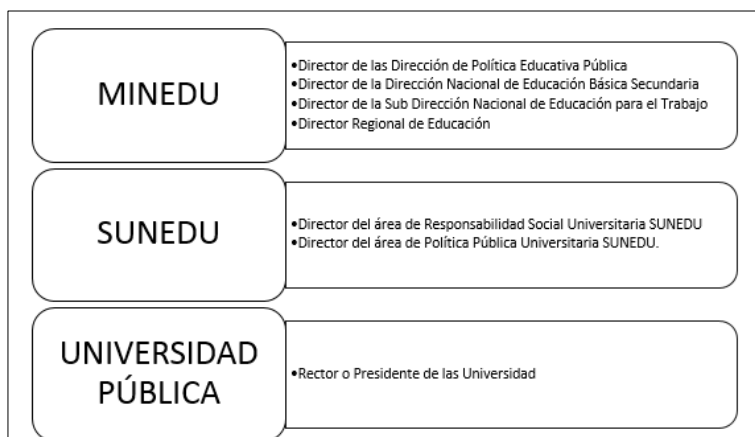 MINEDU
•Director de las Dirección de Política Educativa Pública
•Director de la Dirección Nacional de Educación Básica Secundaria
•Director de la Sub Dirección Nacional de Educación para el Trabajo
•Director Regional de Educación
SUNEDU
•Director del área de Responsabilidad Social Universitaria SUNEDU
•Director del área de Política Pública Universitaria SUNEDU.
UNIVERSIDAD
PÚBLICA
•Rector o Presidente de las Universidad